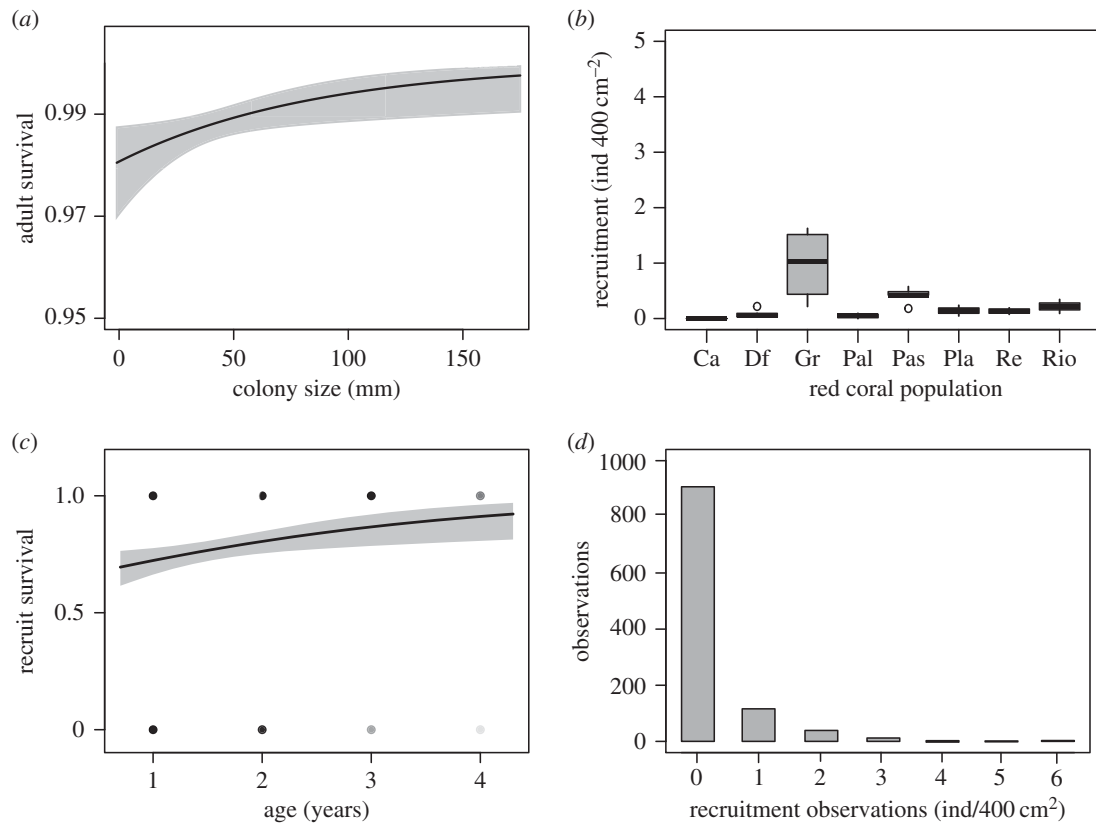 (a)
adult survival
0.99
0.97
0.95
0 50 100 150
colony size (mm)
(b)
recruitment (ind 400 cm⁻²)
5
4
3
2
1
0
Ca Df Gr Pal Pas Pla Re Rio
red coral population
(c)
recruit survival
1.0
0.5
0
1 2 3 4
age (years)
(d)
observations
1000
800
600
400
200
0
0 1 2 3 4 5 6
recruitment observations (ind/400 cm²)